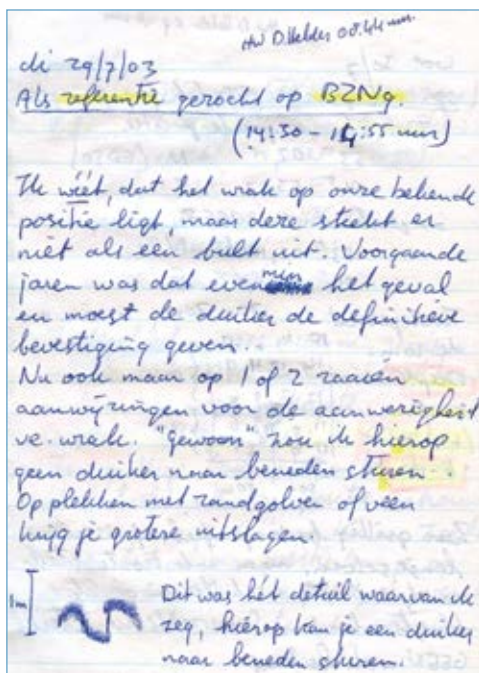 HW D.Helder 08.44 uur.
di 29/7/03
Als referentie gezocht op BZN9.
(14:30 - 14:55 uur)
Ik wéét, dat het wrak op onze bekende
positie ligt, maar deze steekt er
niét als een bult uit. Voorgaande
jaren was dat evenmin het geval
en moest de duiker de definitieve
bevestiging geven.
Nu ook maar op 1 of 2 raaien
aanwijzingen voor de aanwezigheid
v.e. wrak. "gewoon" zou ik hierop
geen duiker naar beneden sturen.
Op plekken met zandgolven of veen
krijg je grotere uitslagen
1m
Dit was hét detail waarvan ik
zeg, hierop kan je een duiker
naar beneden sturen.